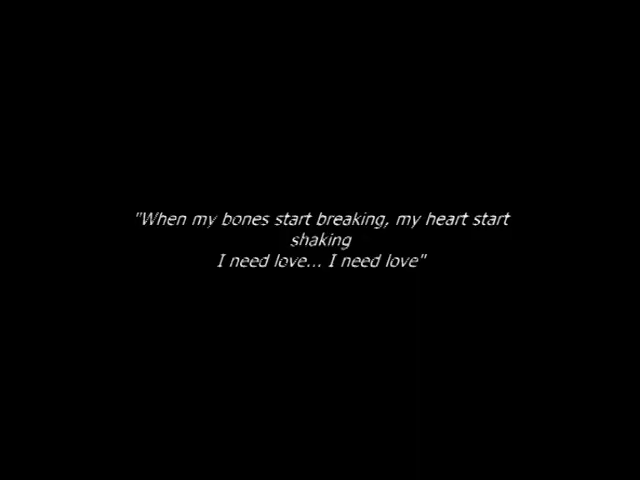 "When my bones start breaking, my heart start
shaking
I need love... I need love"